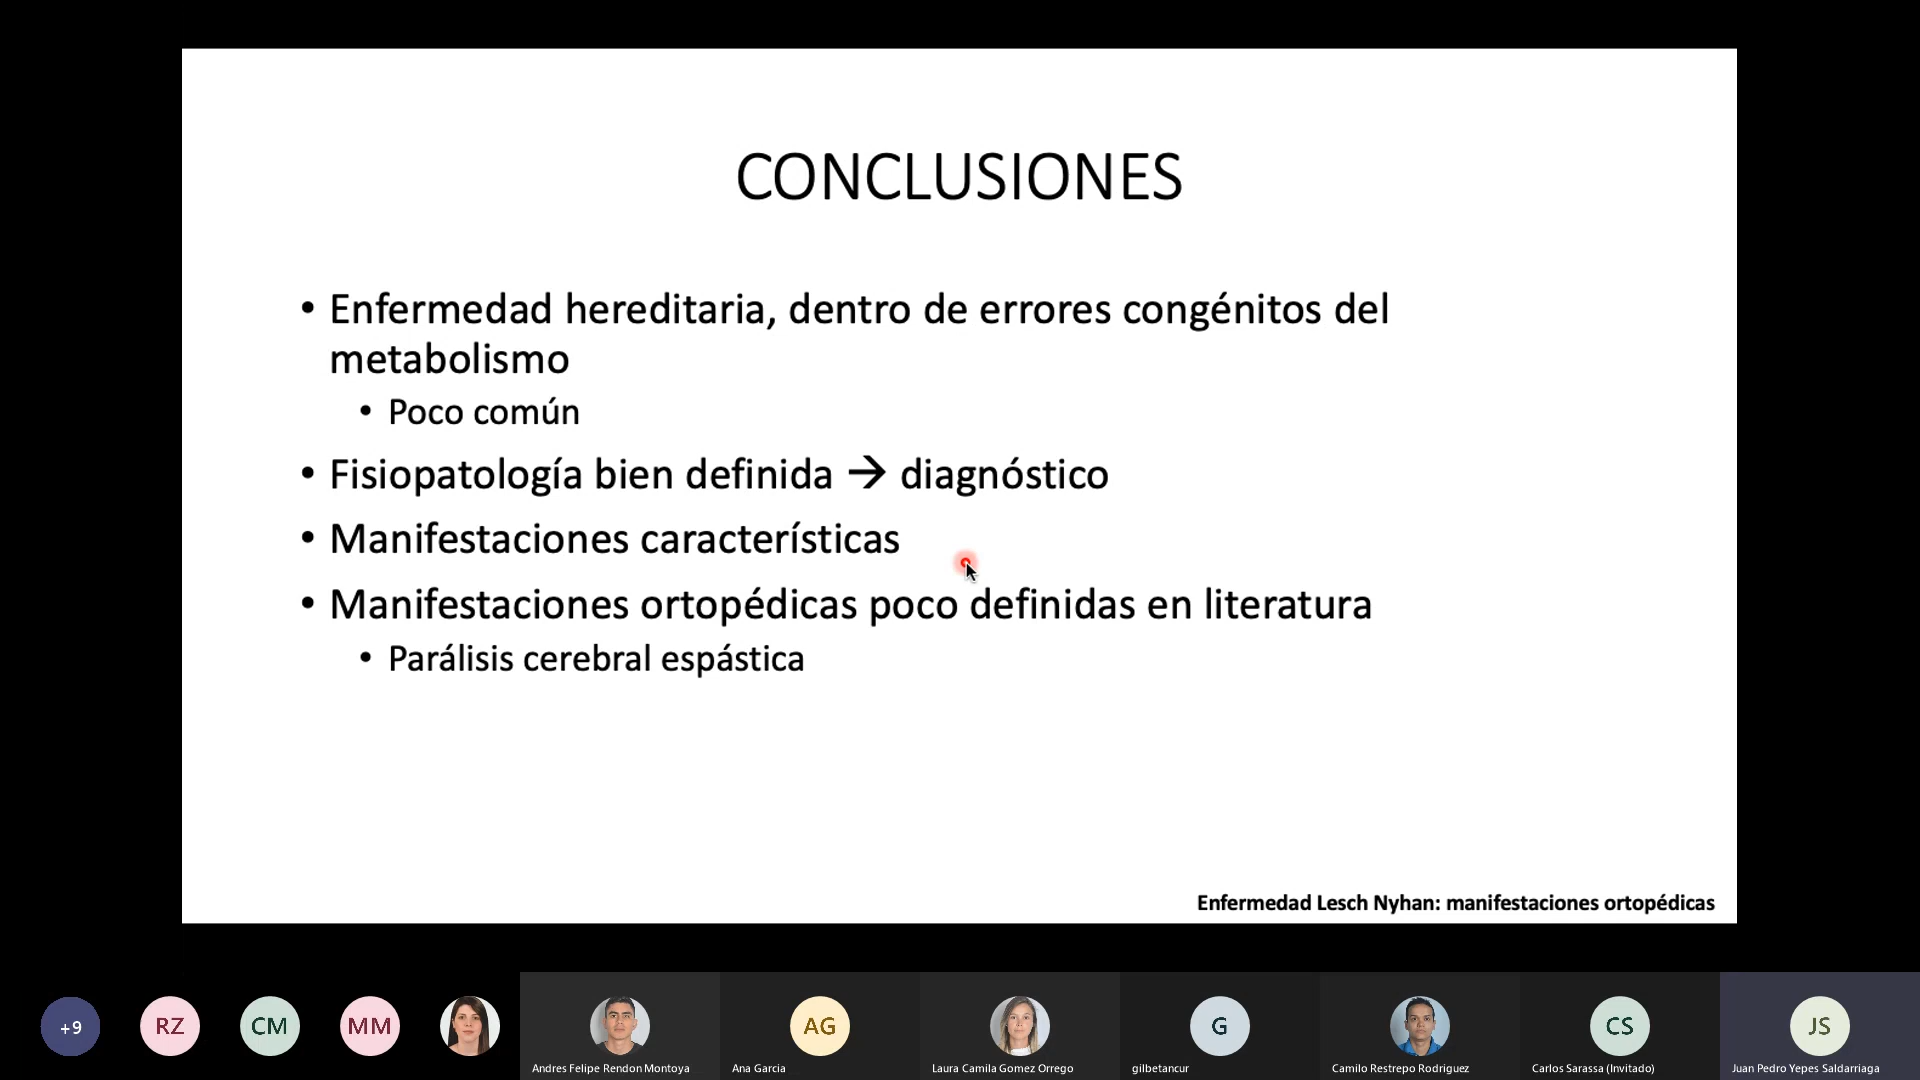 CONCLUSIONES
• Enfermedad hereditaria, dentro de errores congénitos del
metabolismo
• Poco común
• Fisiopatología bien definida → diagnóstico
• Manifestaciones características
• Manifestaciones ortopédicas poco definidas en literatura
• Parálisis cerebral espástica
Enfermedad Lesch Nyhan: manifestaciones ortopédicas
+9
RZ
CM
MM
AG
G
CS
JS
Andres Felipe Rendon Montoya
Ana Garcia
Laura Camila Gomez Orrego
gilbetancur
Camilo Restrepo Rodriguez
Carlos Sarassa (Invitado)
Juan Pedro Yepes Saldarriaga